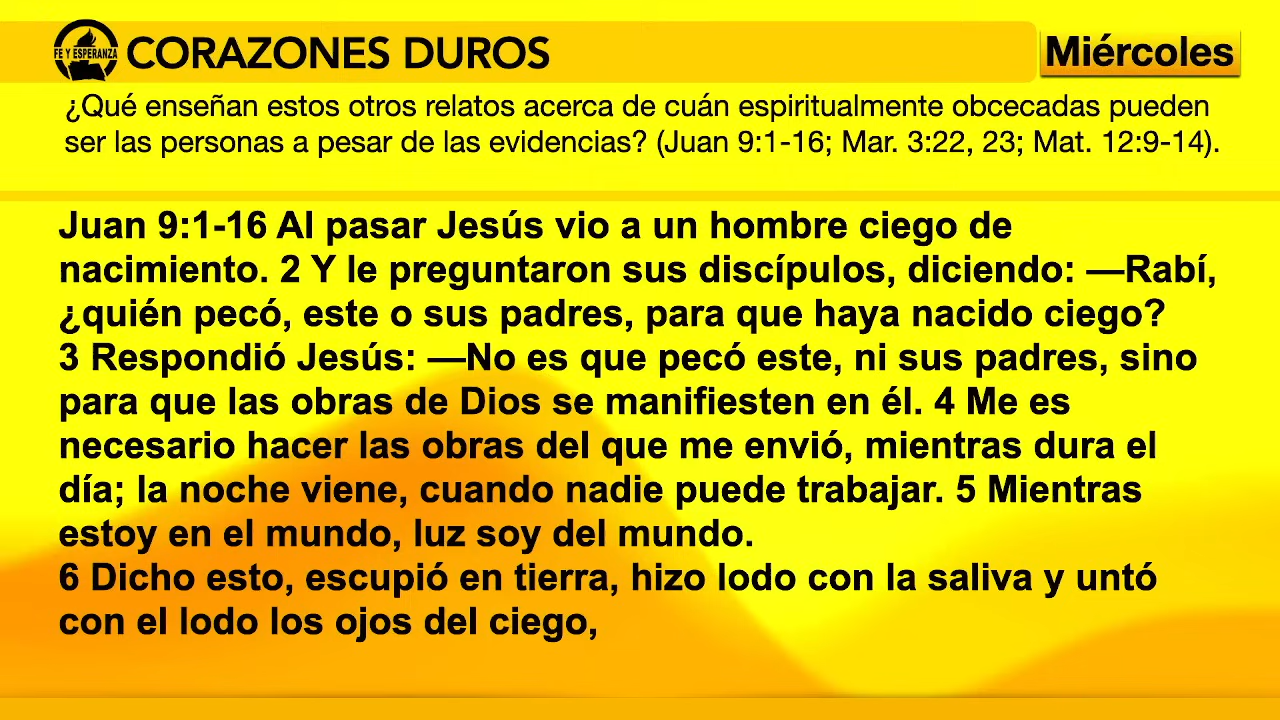 FE Y ESPERANZA
CORAZONES DUROS
Miércoles
¿Qué enseñan estos otros relatos acerca de cuán espiritualmente obcecadas pueden
ser las personas a pesar de las evidencias? (Juan 9:1-16; Mar. 3:22, 23; Mat. 12:9-14).
Juan 9:1-16 Al pasar Jesús vio a un hombre ciego de
nacimiento. 2 Y le preguntaron sus discípulos, diciendo: —Rabí,
¿quién pecó, este o sus padres, para que haya nacido ciego?
3 Respondió Jesús: —No es que pecó este, ni sus padres, sino
para que las obras de Dios se manifiesten en él. 4 Me es
necesario hacer las obras del que me envió, mientras dura el
día; la noche viene, cuando nadie puede trabajar. 5 Mientras
estoy en el mundo, luz soy del mundo.
6 Dicho esto, escupió en tierra, hizo lodo con la saliva y untó
con el lodo los ojos del ciego,